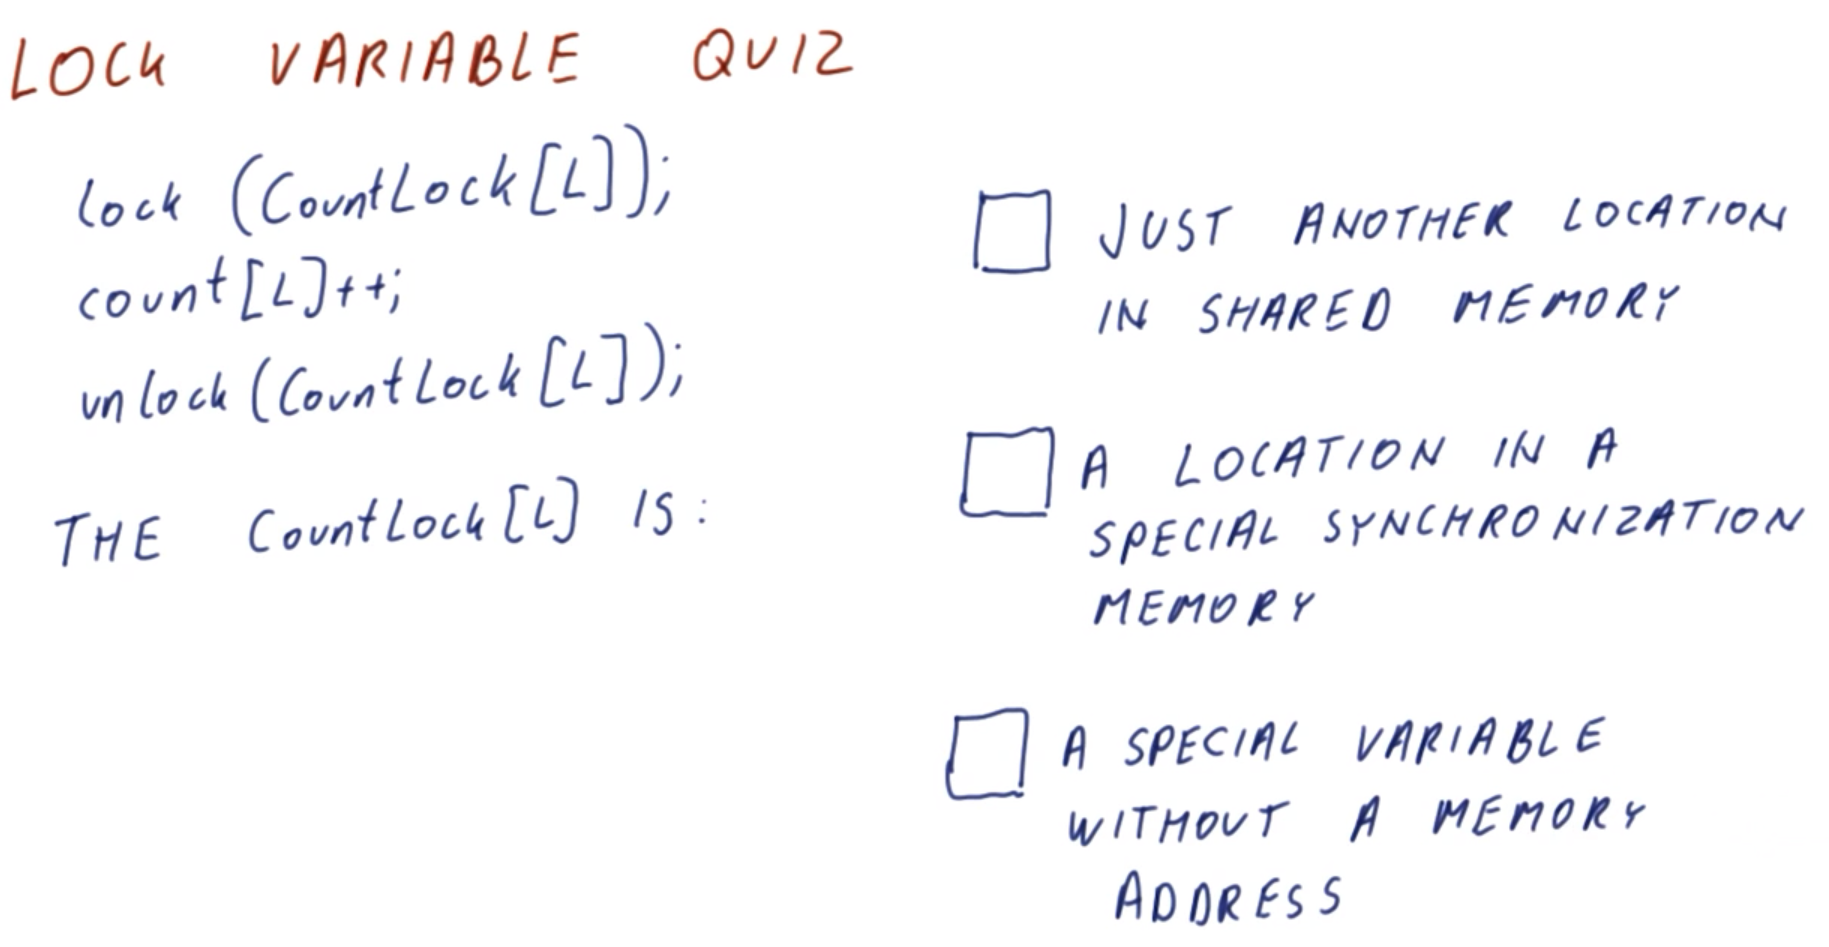 LOCK VARIABLE QUIZ
lock (CountLock[L]);
count[L]++;
unlock(CountLock[L]);
THE CountLock[L] IS:
JUST ANOTHER LOCATION
IN SHARED MEMORY
A LOCATION IN A
SPECIAL SYNCHRONIZATION
MEMORY
A SPECIAL VARIABLE
WITHOUT A MEMORY
ADDRESS